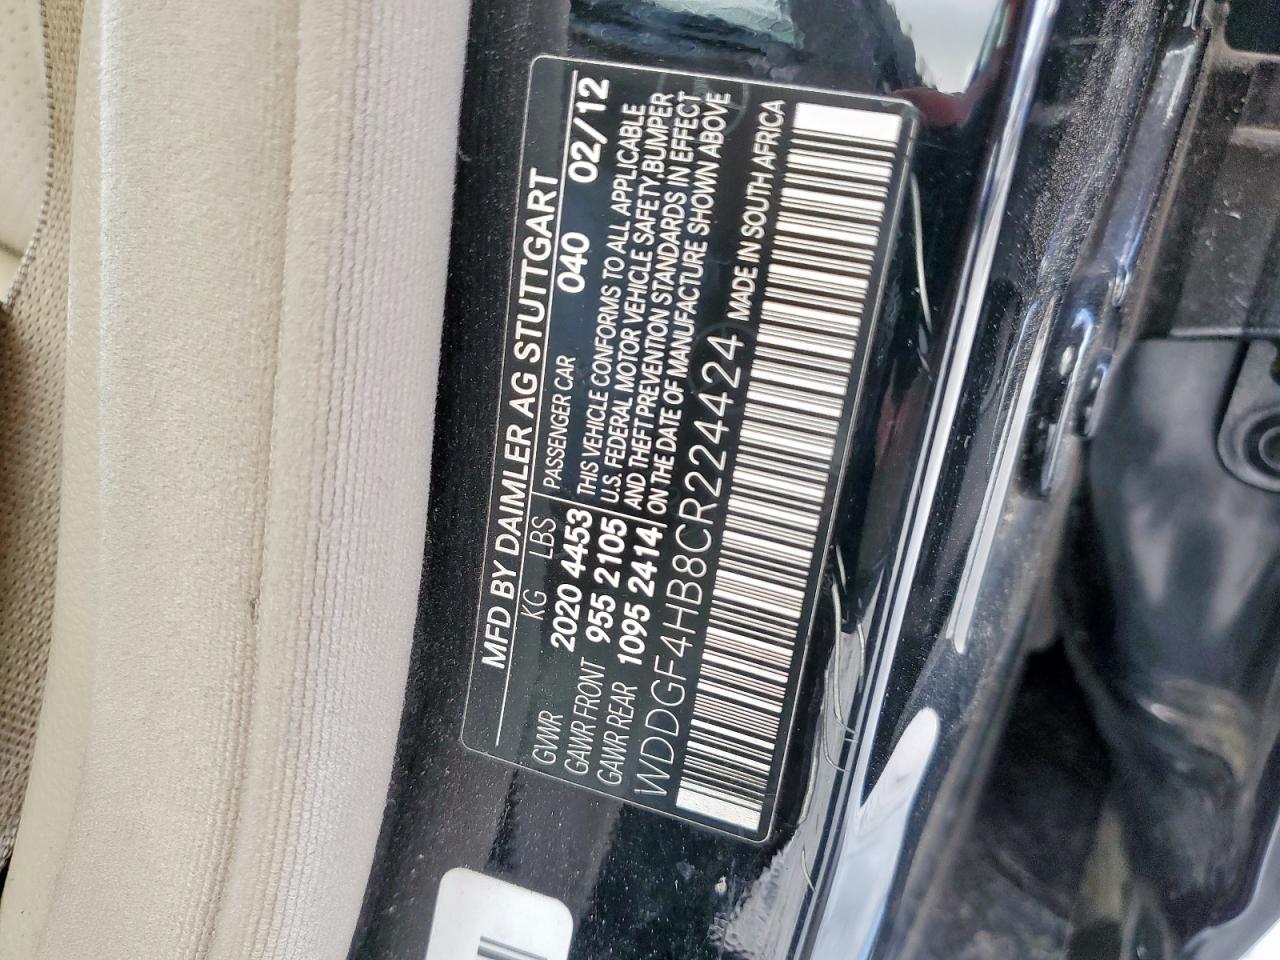 MFD BY DAIMLER AG STUTTGART
KG LBS PASSENGER CAR 040 02/12
GVWR 2020 4453 THIS VEHICLE CONFORMS TO ALL APPLICABLE
GAWR FRONT 955 2105 U.S. FEDERAL MOTOR VEHICLE SAFETY,BUMPER
GAWR REAR 1095 2414 AND THEFT PREVENTION STANDARDS IN EFFECT
ON THE DATE OF MANUFACTURE SHOWN ABOVE
WDDGF4HB8CR224424 MADE IN SOUTH AFRICA